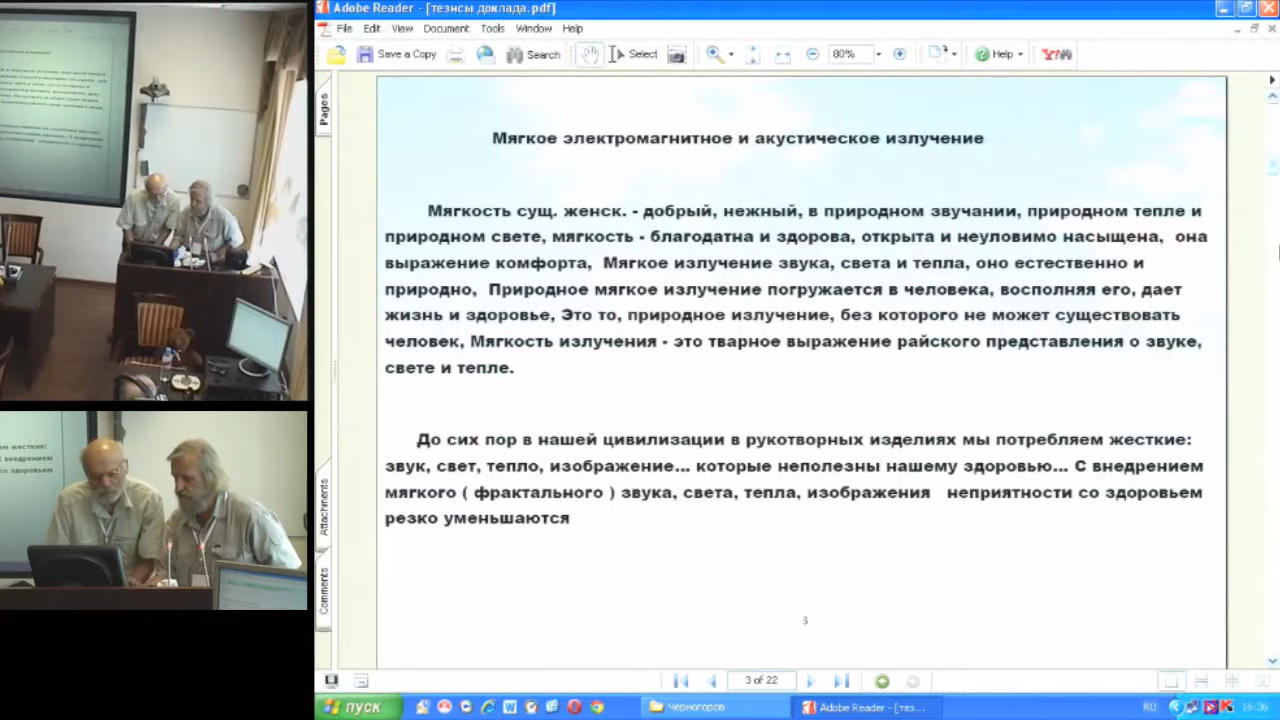 Adobe Reader - [тезисы доклада.pdf]
File Edit View Document Tools Window Help
Save a Copy Search Select 80% Help
Pages
Мягкое электромагнитное и акустическое излучение
Мягкость сущ. женск. - добрый, нежный, в природном звучании, природном тепле и
природном свете, мягкость - благодатна и здорова, открыта и неуловимо насыщена, она
выражение комфорта, Мягкое излучение звука, света и тепла, оно естественно и
природно, Природное мягкое излучение погружается в человека, восполняя его, дает
жизнь и здоровье, Это то, природное излучение, без которого не может существовать
человек, Мягкость излучения - это тварное выражение райского представления о звуке,
свете и тепле.
До сих пор в нашей цивилизации в рукотворных изделиях мы потребляем жесткие:
звук, свет, тепло, изображение... которые неполезны нашему здоровью... С внедрением
мягкого ( фрактального ) звука, света, тепла, изображения неприятности со здоровьем
резко уменьшаются
Attachments
Comments
3
3 of 22
пуск черногоров Adobe Reader - [тез... RU 16:36